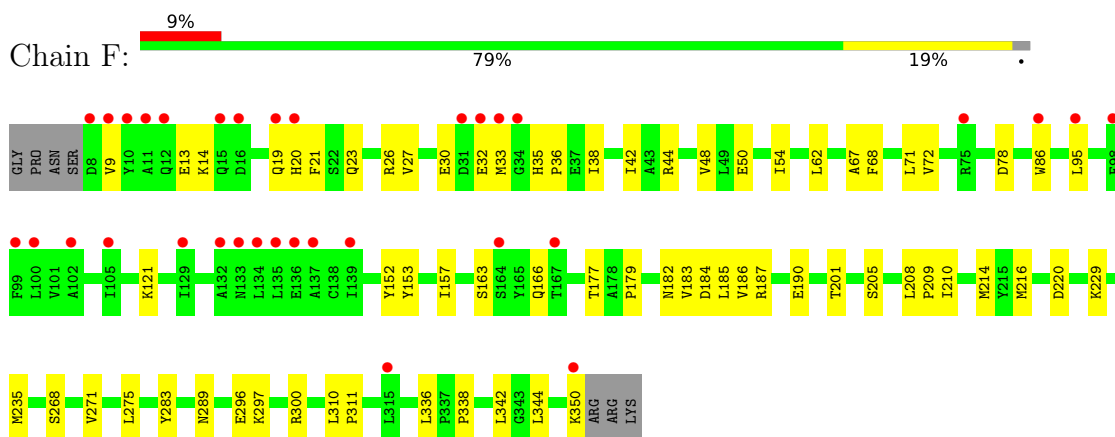 9%
Chain F:
79% 19% •
GLY PRO ASN SER D8 V9 Y10 A11 Q12 E13 K14 Q15 D16 Q19 H20 F21 S22 Q23 R26 V27 E30 D31 E32 M33 G34 H35 P36 E37 I38 I42 A43 R44 V48 L49 E50 I54 L62 A67 F68 L71 V72 R75 D78 W86 L95
F99 L100 V101 A102 I105 K121 I129 A132 N133 L134 L135 E136 A137 C138 I139 Y152 Y153 I157 S163 S164 Y165 Q166 T167 T177 A178 P179 N182 V183 D184 L185 V186 R187 E190 T201 S205 L208 P209 I210 M214 Y215 M216 D220 K229
M235 S268 V271 L275 Y283 N289 E296 K297 R300 L310 P311 L315 L336 P337 P338 L342 G343 L344 K350 ARG ARG LYS